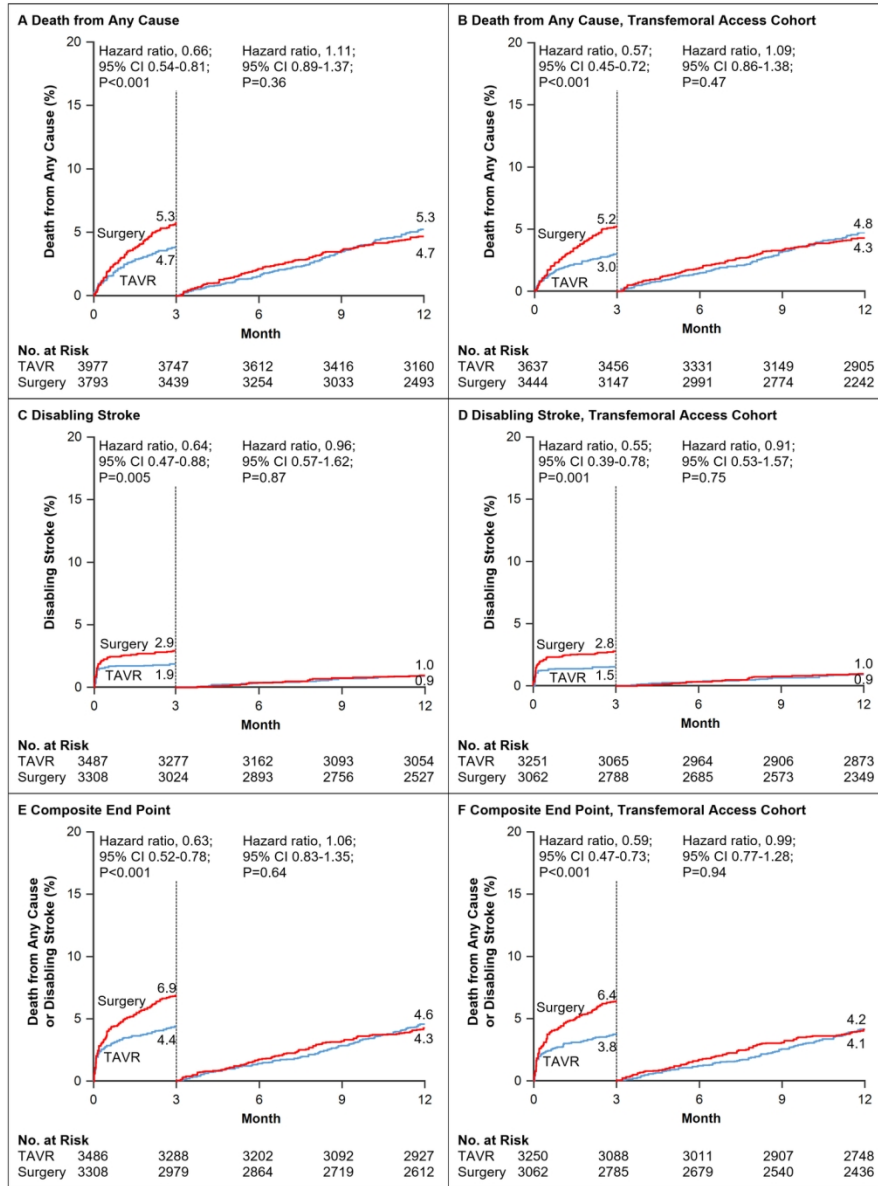 A Death from Any Cause
Death from Any Cause (%)
Hazard ratio, 0.66;
95% CI 0.54-0.81;
P<0.001
Hazard ratio, 1.11;
95% CI 0.89-1.37;
P=0.36
20
15
10
5
0
Surgery
5.3
4.7
TAVR
5.3
4.7
0 3 6 9 12
Month
No. at Risk
TAVR 3977 3747 3612 3416 3160
Surgery 3793 3439 3254 3033 2493
B Death from Any Cause, Transfemoral Access Cohort
Death from Any Cause (%)
Hazard ratio, 0.57;
95% CI 0.45-0.72;
P<0.001
Hazard ratio, 1.09;
95% CI 0.86-1.38;
P=0.47
20
15
10
5
0
5.2
Surgery
3.0
TAVR
4.8
4.3
0 3 6 9 12
Month
No. at Risk
TAVR 3637 3456 3331 3149 2905
Surgery 3444 3147 2991 2774 2242
C Disabling Stroke
Disabling Stroke (%)
Hazard ratio, 0.64;
95% CI 0.47-0.88;
P=0.005
Hazard ratio, 0.96;
95% CI 0.57-1.62;
P=0.87
20
15
10
5
0
Surgery 2.9
TAVR 1.9
1.0
0.9
0 3 6 9 12
Month
No. at Risk
TAVR 3487 3277 3162 3093 3054
Surgery 3308 3024 2893 2756 2527
D Disabling Stroke, Transfemoral Access Cohort
Disabling Stroke (%)
Hazard ratio, 0.55;
95% CI 0.39-0.78;
P=0.001
Hazard ratio, 0.91;
95% CI 0.53-1.57;
P=0.75
20
15
10
5
0
Surgery 2.8
TAVR 1.5
1.0
0.9
0 3 6 9 12
Month
No. at Risk
TAVR 3251 3065 2964 2906 2873
Surgery 3062 2788 2685 2573 2349
E Composite End Point
Death from Any Cause
or Disabling Stroke (%)
Hazard ratio, 0.63;
95% CI 0.52-0.78;
P<0.001
Hazard ratio, 1.06;
95% CI 0.83-1.35;
P=0.64
20
15
10
5
0
6.9
Surgery
4.4
TAVR
4.6
4.3
0 3 6 9 12
Month
No. at Risk
TAVR 3486 3288 3202 3092 2927
Surgery 3308 2979 2864 2719 2612
F Composite End Point, Transfemoral Access Cohort
Death from Any Cause
or Disabling Stroke (%)
Hazard ratio, 0.59;
95% CI 0.47-0.73;
P<0.001
Hazard ratio, 0.99;
95% CI 0.77-1.28;
P=0.94
20
15
10
5
0
6.4
Surgery
3.8
TAVR
4.2
4.1
0 3 6 9 12
Month
No. at Risk
TAVR 3250 3088 3011 2907 2748
Surgery 3062 2785 2679 2540 2436